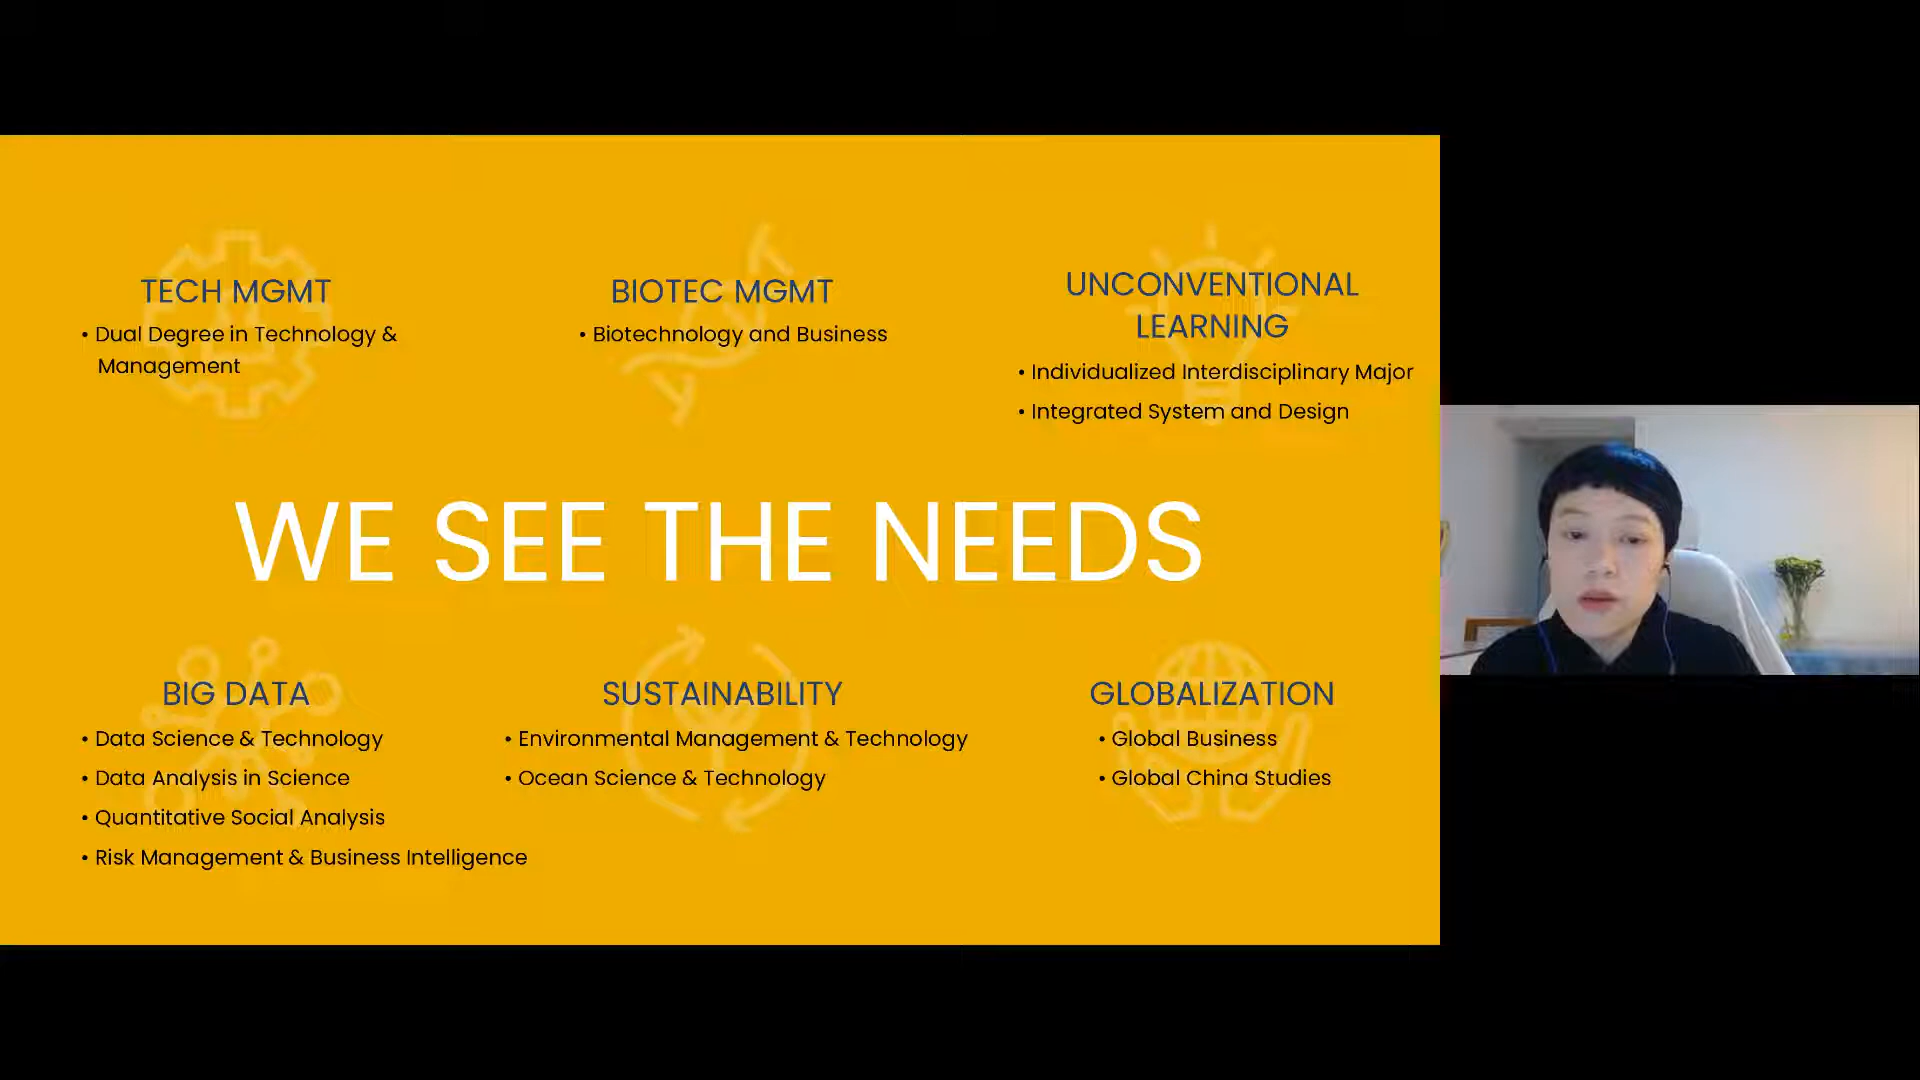 TECH MGMT
• Dual Degree in Technology &
Management
BIOTEC MGMT
• Biotechnology and Business
UNCONVENTIONAL
LEARNING
• Individualized Interdisciplinary Major
• Integrated System and Design
WE SEE THE NEEDS
BIG DATA
• Data Science & Technology
• Data Analysis in Science
• Quantitative Social Analysis
• Risk Management & Business Intelligence
SUSTAINABILITY
• Environmental Management & Technology
• Ocean Science & Technology
GLOBALIZATION
• Global Business
• Global China Studies